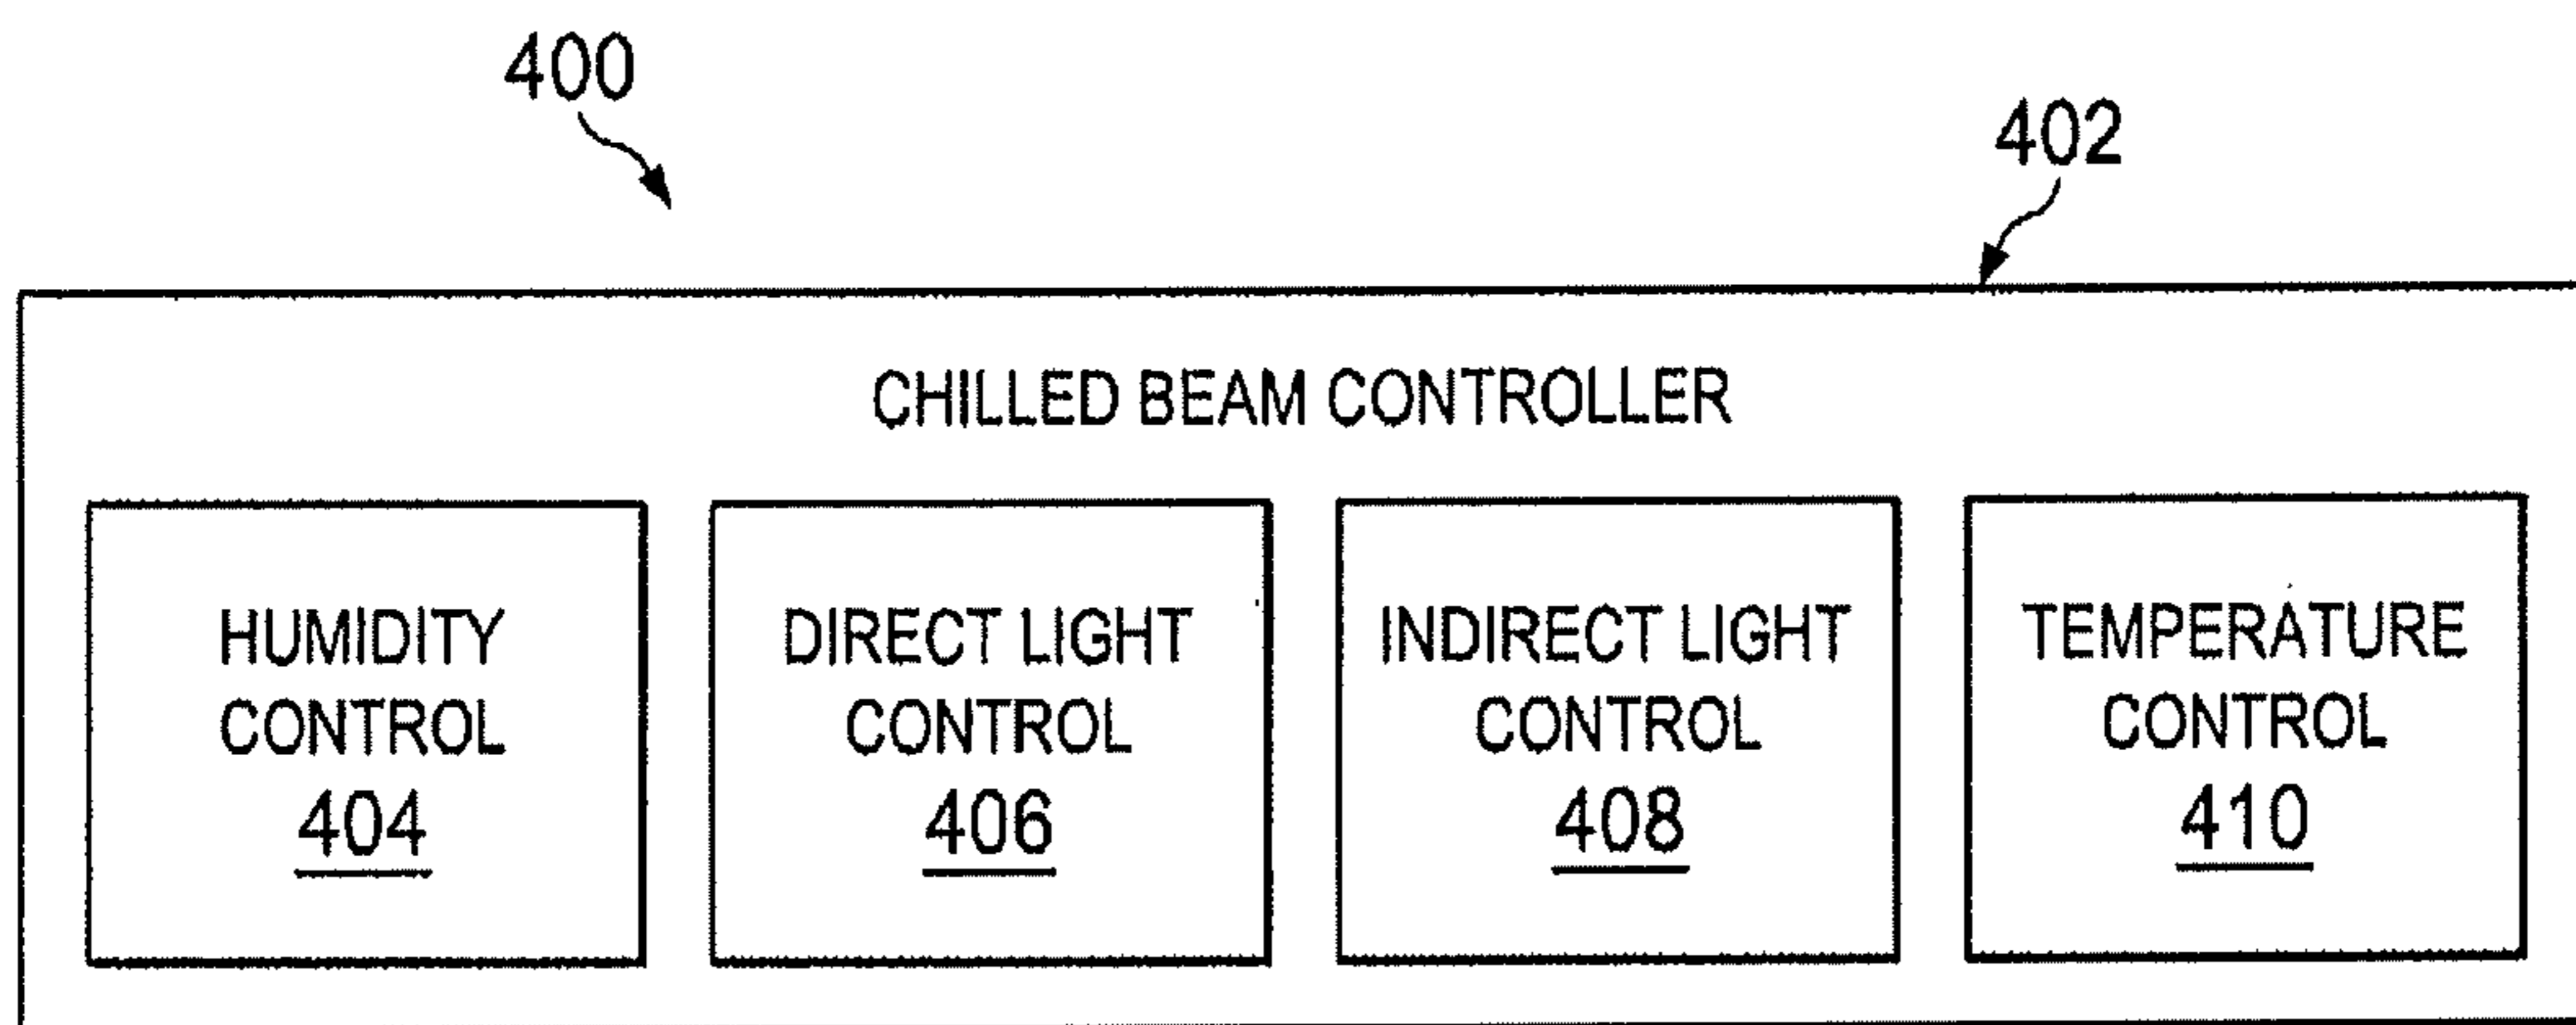 400
402
CHILLED BEAM CONTROLLER
HUMIDITY
CONTROL
404
DIRECT LIGHT
CONTROL
406
INDIRECT LIGHT
CONTROL
408
TEMPERATURE
CONTROL
410